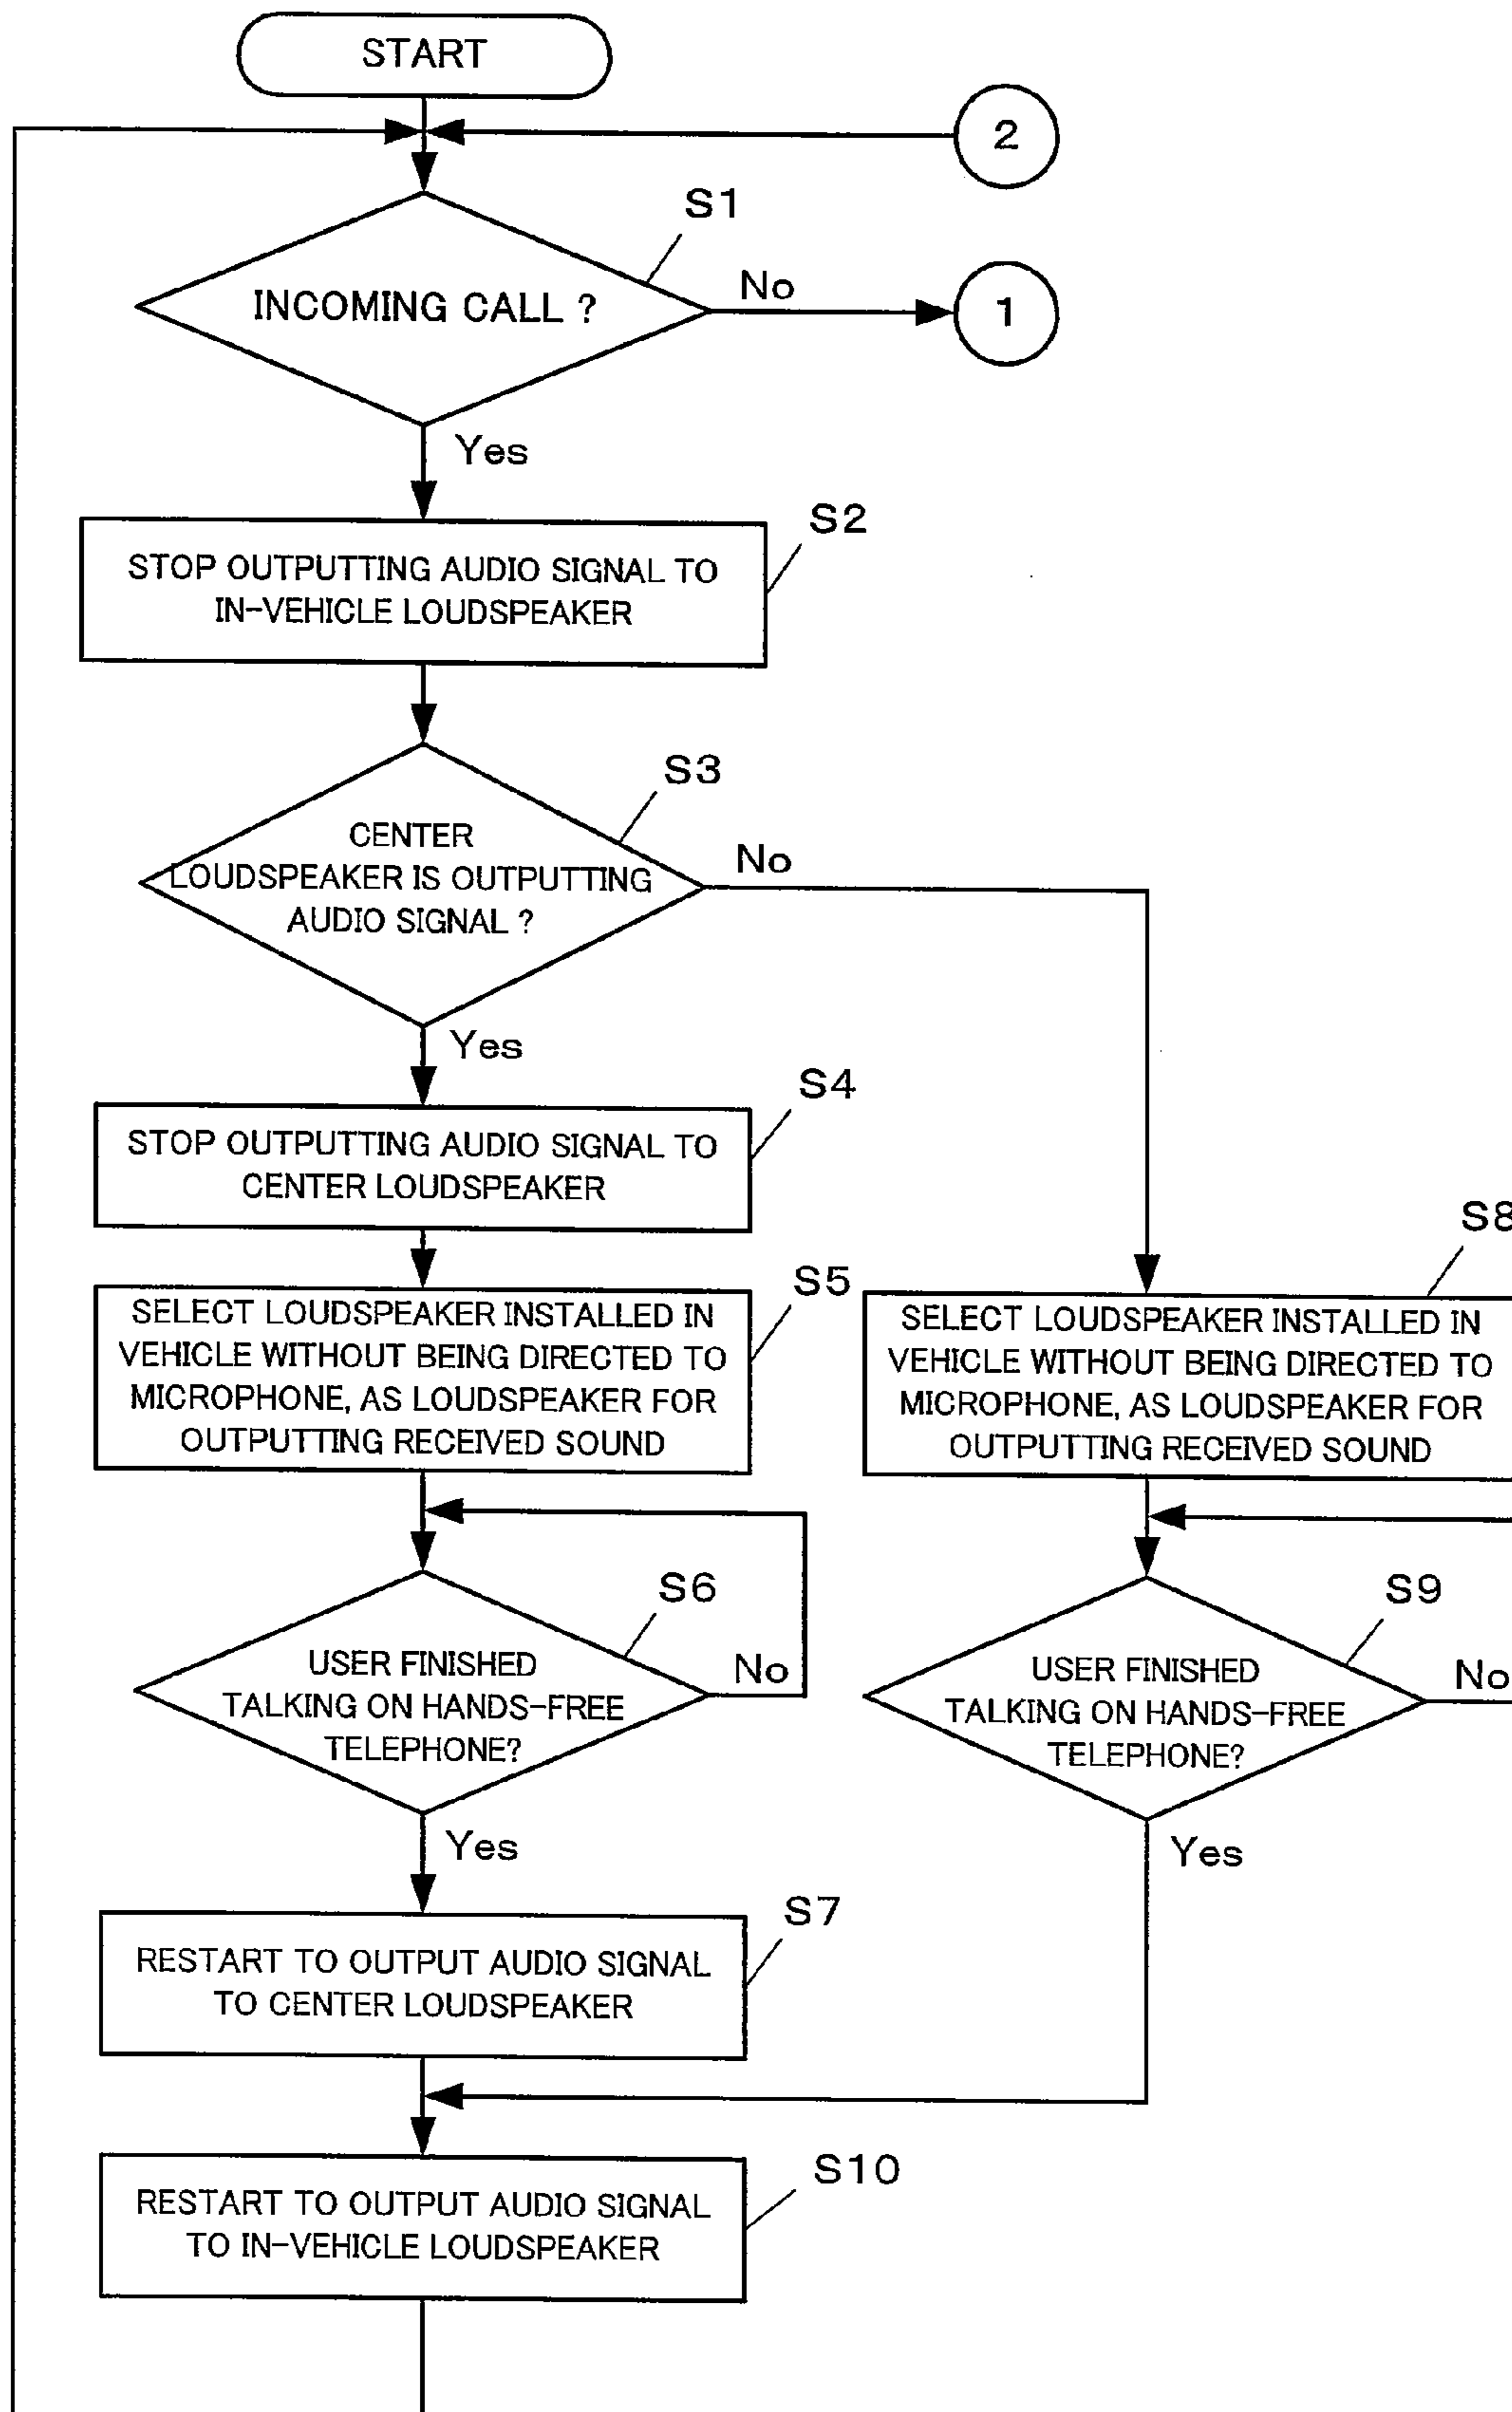 START
2
S1
INCOMING CALL ?
No
1
Yes
S2
STOP OUTPUTTING AUDIO SIGNAL TO
IN-VEHICLE LOUDSPEAKER
S3
CENTER
LOUDSPEAKER IS OUTPUTTING
AUDIO SIGNAL ?
No
Yes
S4
STOP OUTPUTTING AUDIO SIGNAL TO
CENTER LOUDSPEAKER
S5
SELECT LOUDSPEAKER INSTALLED IN
VEHICLE WITHOUT BEING DIRECTED TO
MICROPHONE, AS LOUDSPEAKER FOR
OUTPUTTING RECEIVED SOUND
S8
SELECT LOUDSPEAKER INSTALLED IN
VEHICLE WITHOUT BEING DIRECTED TO
MICROPHONE, AS LOUDSPEAKER FOR
OUTPUTTING RECEIVED SOUND
S6
USER FINISHED
TALKING ON HANDS-FREE
TELEPHONE?
No
Yes
S9
USER FINISHED
TALKING ON HANDS-FREE
TELEPHONE?
No
Yes
S7
RESTART TO OUTPUT AUDIO SIGNAL
TO CENTER LOUDSPEAKER
S10
RESTART TO OUTPUT AUDIO SIGNAL
TO IN-VEHICLE LOUDSPEAKER